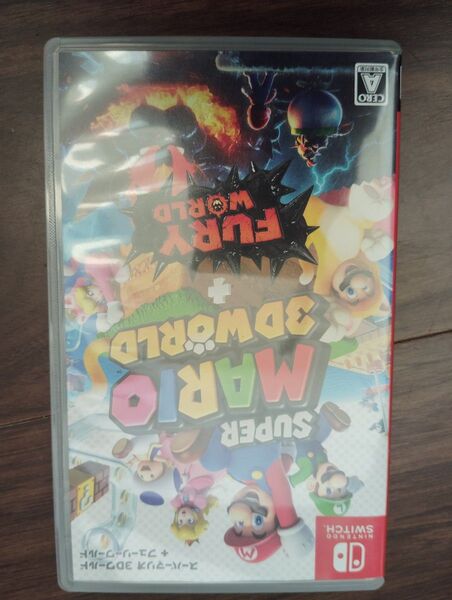 NINTENDO
SWITCH™
スーパーマリオ 3Dワールド
+ フューリーワールド
SUPER
MARIO
3D WORLD
+
FURY
WORLD
CERO
A